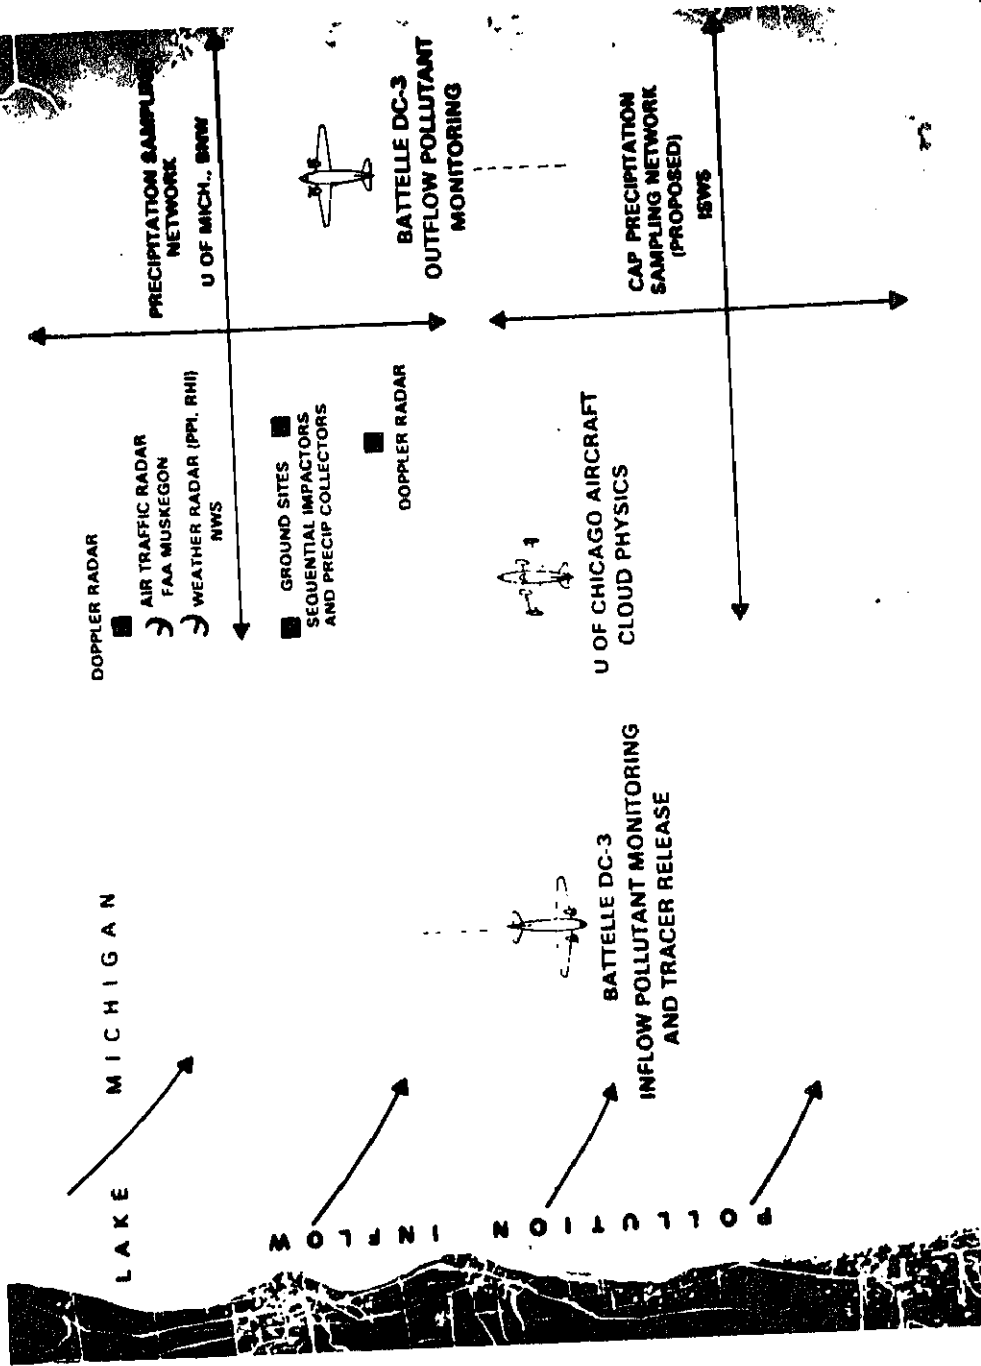 LAKE MICHIGAN
POLLUTION INFLOW
DOPPLER RADAR
AIR TRAFFIC RADAR
FAA MUSKEGON
WEATHER RADAR (PPI, RHI)
NWS
PRECIPITATION SAMPLING
NETWORK
U OF MICH., BNW
GROUND SITES
SEQUENTIAL IMPACTORS
AND PRECIP COLLECTORS
DOPPLER RADAR
BATTELLE DC-3
OUTFLOW POLLUTANT
MONITORING
BATTELLE DC-3
INFLOW POLLUTANT MONITORING
AND TRACER RELEASE
U OF CHICAGO AIRCRAFT
CLOUD PHYSICS
CAP PRECIPITATION
SAMPLING NETWORK
(PROPOSED)
ISWS